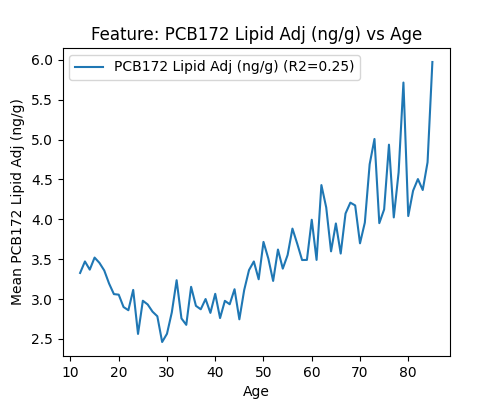 Feature: PCB172 Lipid Adj (ng/g) vs Age
PCB172 Lipid Adj (ng/g) (R2=0.25)
Mean PCB172 Lipid Adj (ng/g)
6.0
5.5
5.0
4.5
4.0
3.5
3.0
2.5
10 20 30 40 50 60 70 80
Age